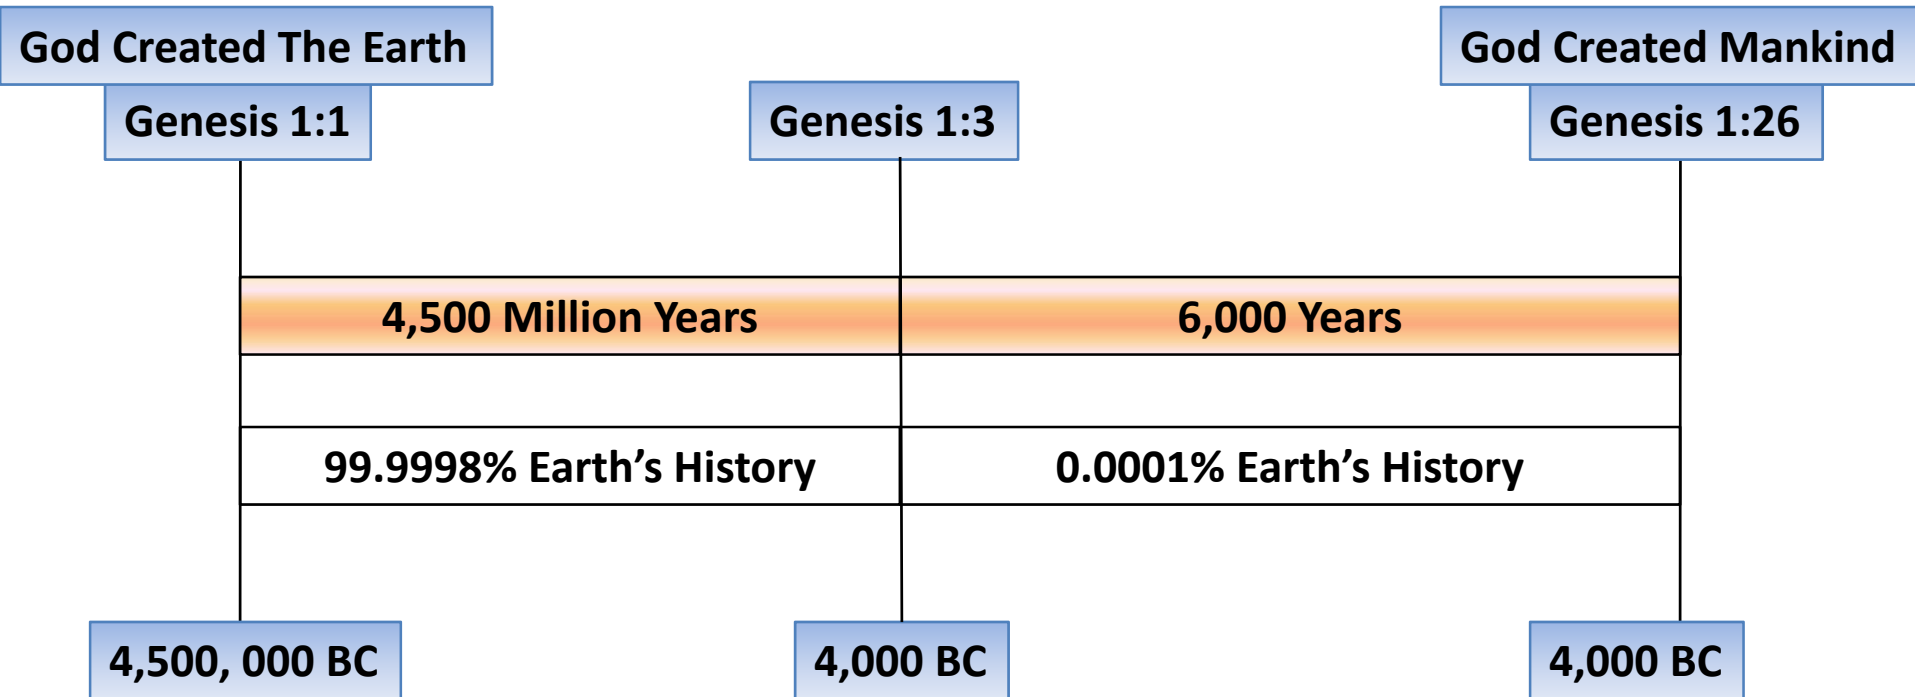 God Created The Earth
God Created Mankind
Genesis 1:1
Genesis 1:3
Genesis 1:26
4,500 Million Years
6,000 Years
99.9998% Earth’s History
0.0001% Earth’s History
4,500, 000 BC
4,000 BC
4,000 BC